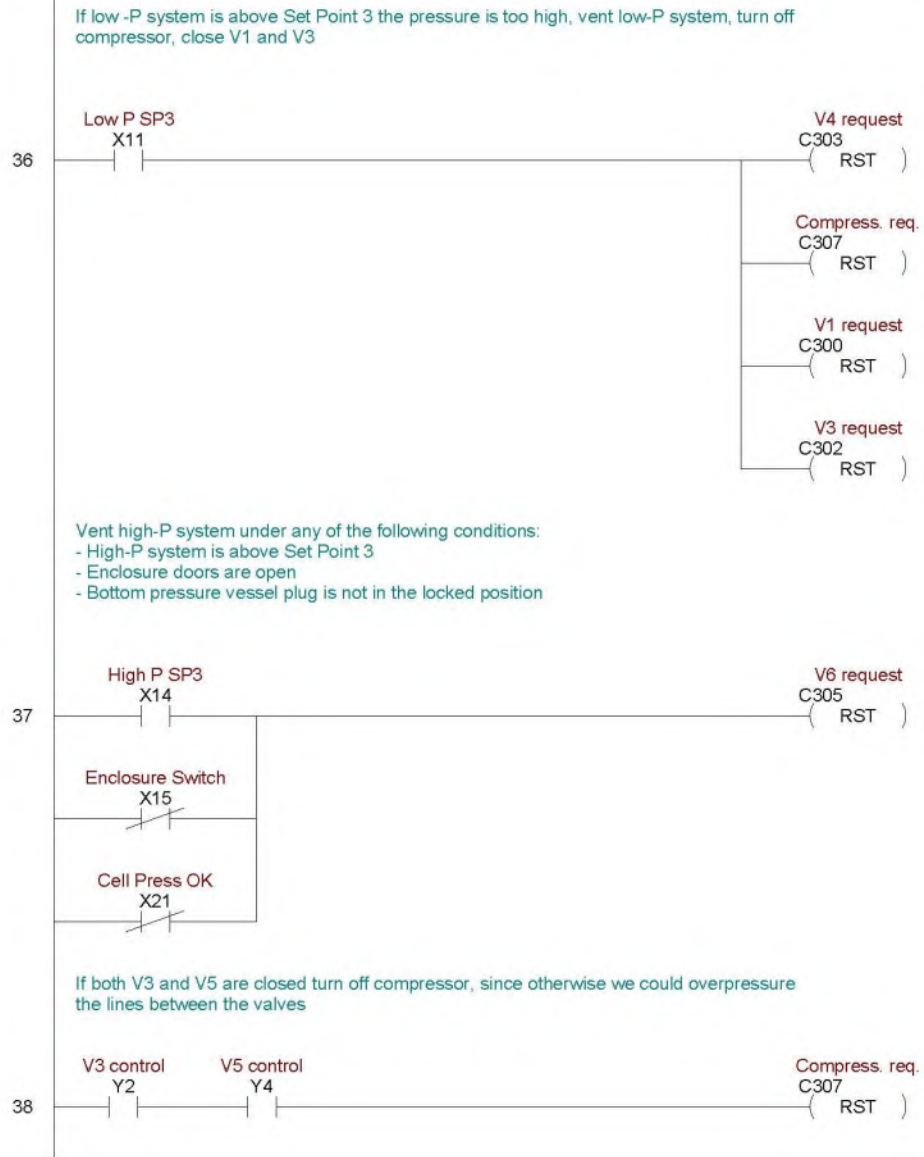 If low -P system is above Set Point 3 the pressure is too high, vent low-P system, turn off
compressor, close V1 and V3
Low P SP3
X11
V4 request
C303
36
RST
Compress. req.
C307
RST
V1 request
C300
RST
V3 request
C302
RST
Vent high-P system under any of the following conditions:
- High-P system is above Set Point 3
- Enclosure doors are open
- Bottom pressure vessel plug is not in the locked position
High P SP3
X14
V6 request
C305
37
RST
Enclosure Switch
X15
Cell Press OK
X21
If both V3 and V5 are closed turn off compressor, since otherwise we could overpressure
the lines between the valves
V3 control
Y2
V5 control
Y4
Compress. req.
C307
38
RST